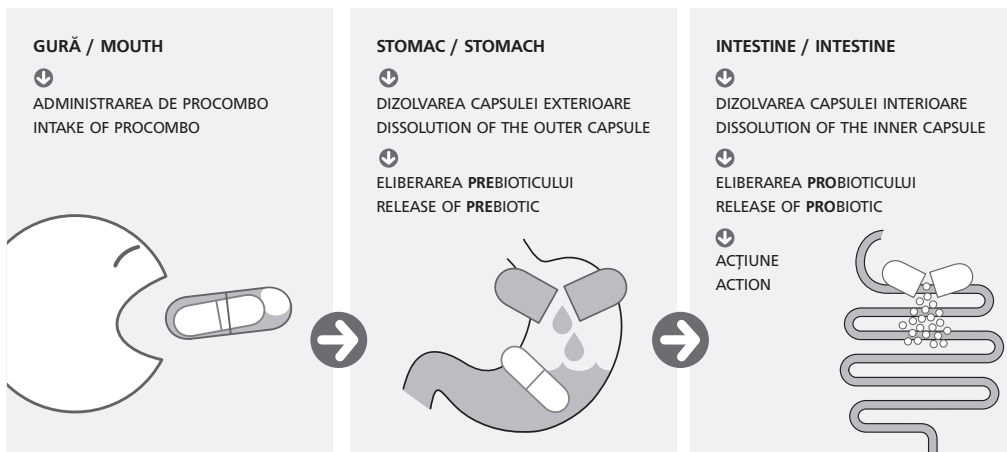 GURĂ / MOUTH
ADMINISTRAREA DE PROCOMBO
INTAKE OF PROCOMBO
STOMAC / STOMACH
DIZOLVAREA CAPSULEI EXTERIOARE
DISSOLUTION OF THE OUTER CAPSULE
ELIBERAREA PREBIOTICULUI
RELEASE OF PREBIOTIC
INTESTINE / INTESTINE
DIZOLVAREA CAPSULEI INTERIOARE
DISSOLUTION OF THE INNER CAPSULE
ELIBERAREA PROBIOTICULUI
RELEASE OF PROBIOTIC
ACȚIUNE
ACTION